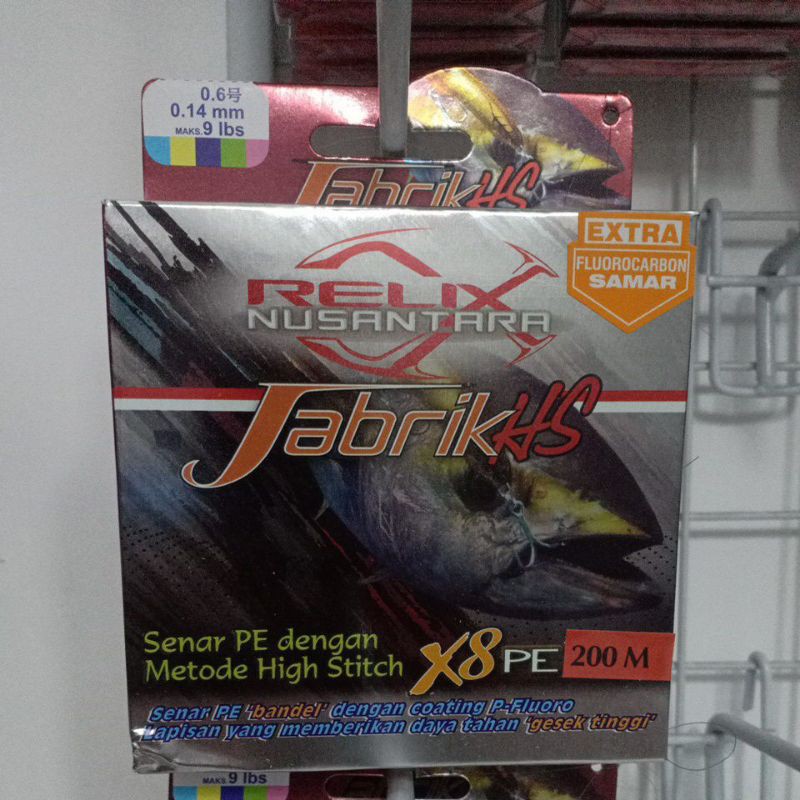 0.6号
0.14 mm
MAKS.9 lbs
JabrikHS
EXTRA
FLUOROCARBON
SAMAR
RELIX
NUSANTARA
JabrikHS
Senar PE dengan
Metode High Stitch
X8 PE
200 M
Senar PE 'bandel' dengan coating P-Fluoro
Lapisan yang memberikan daya tahan 'gesek tinggi'
MAKS.9 lbs